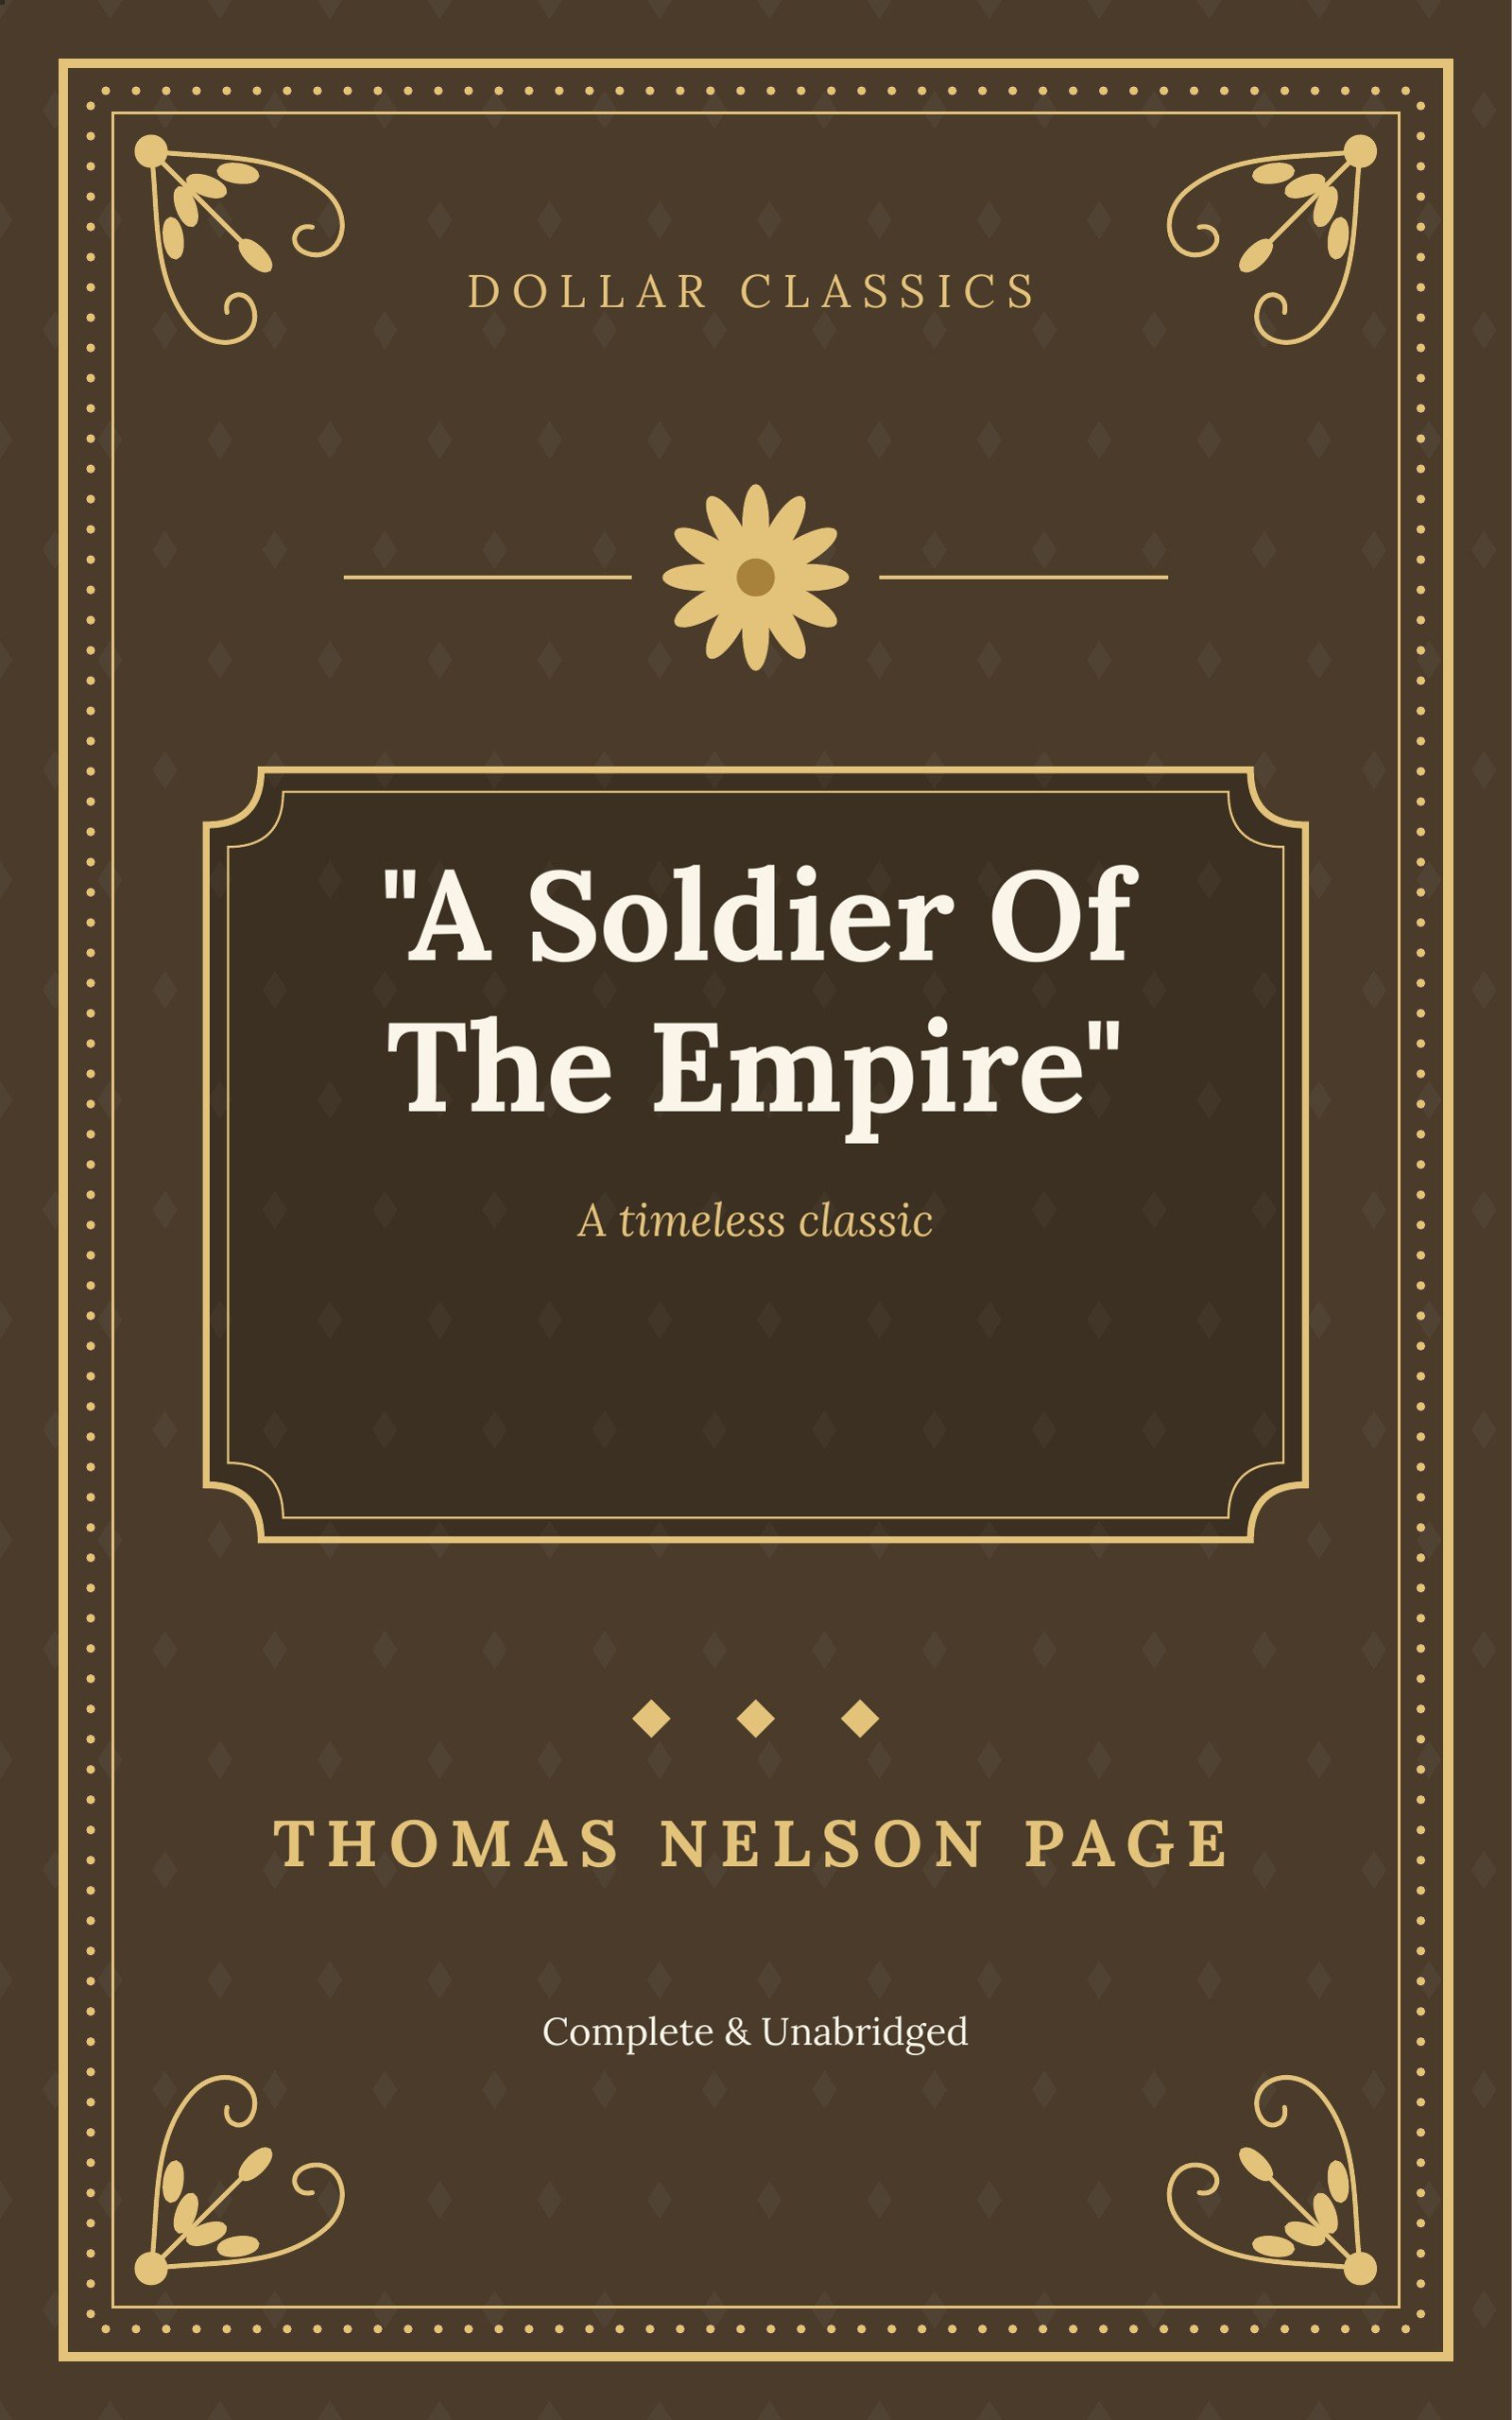 DOLLAR CLASSICS
"A Soldier Of
The Empire"
A timeless classic
THOMAS NELSON PAGE
Complete & Unabridged